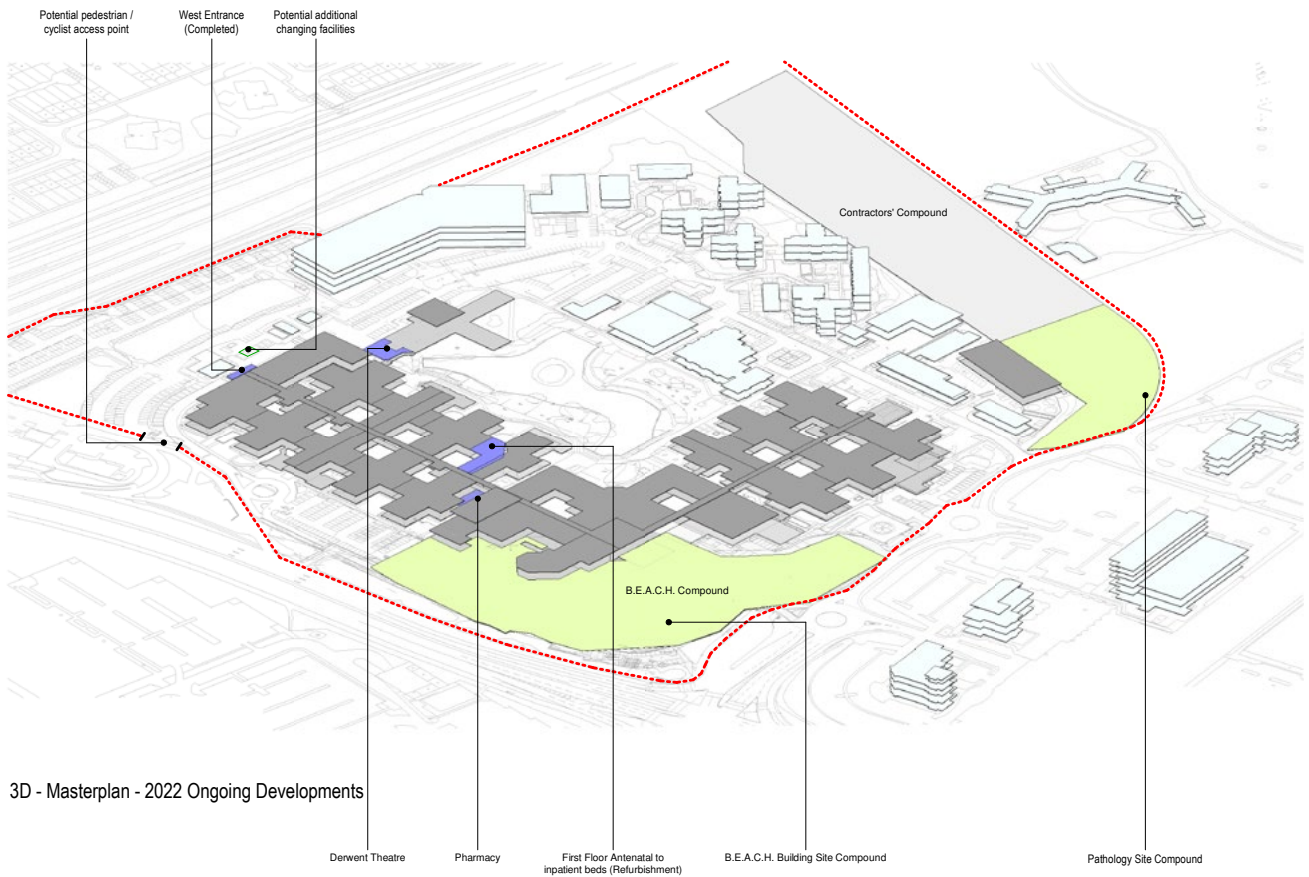 Potential pedestrian /
cyclist access point
West Entrance
(Completed)
Potential additional
changing facilities
Contractors' Compound
B.E.A.C.H. Compound
3D - Masterplan - 2022 Ongoing Developments
Derwent Theatre
Pharmacy
First Floor Antenatal to
inpatient beds (Refurbishment)
B.E.A.C.H. Building Site Compound
Pathology Site Compound